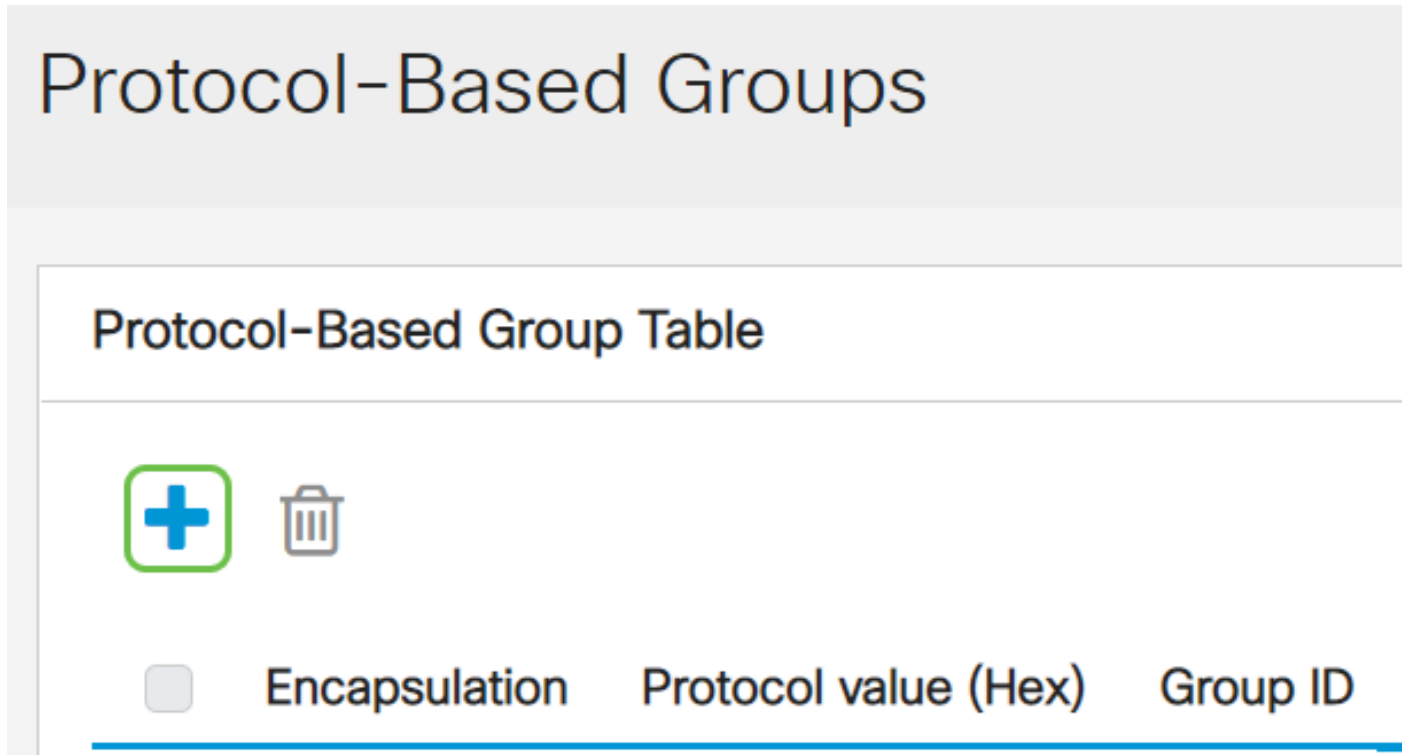 Protocol-Based Groups
Protocol-Based Group Table
Encapsulation Protocol value (Hex) Group ID